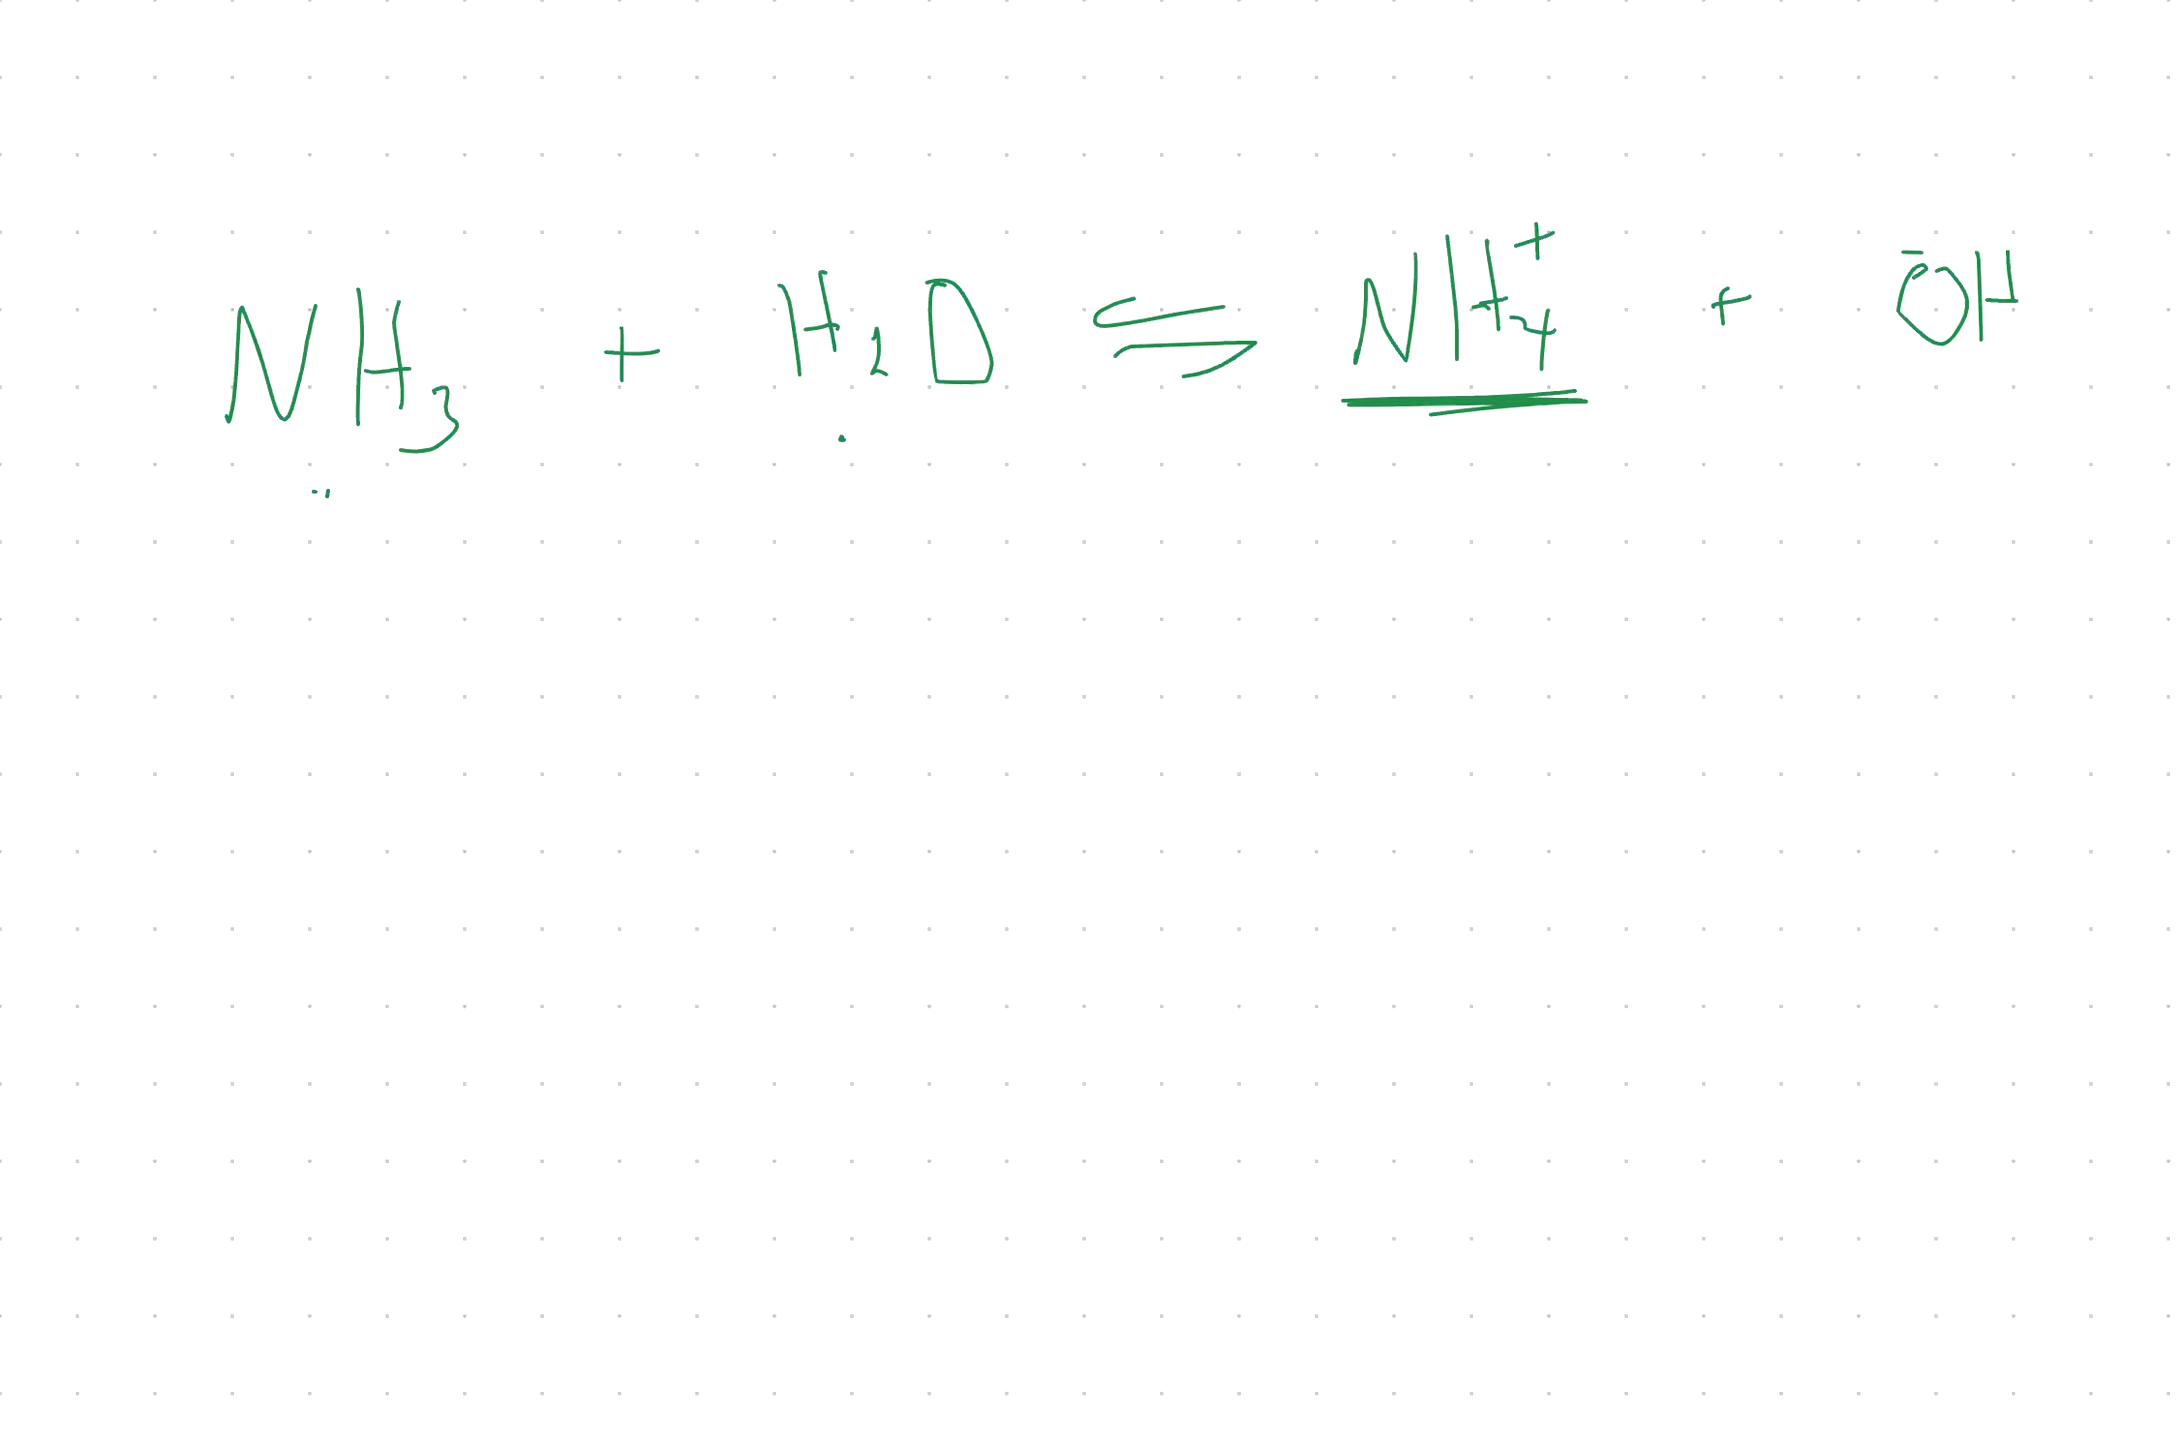 NH₃ + H₂O ⇌ NH₄⁺ + ⁻OH